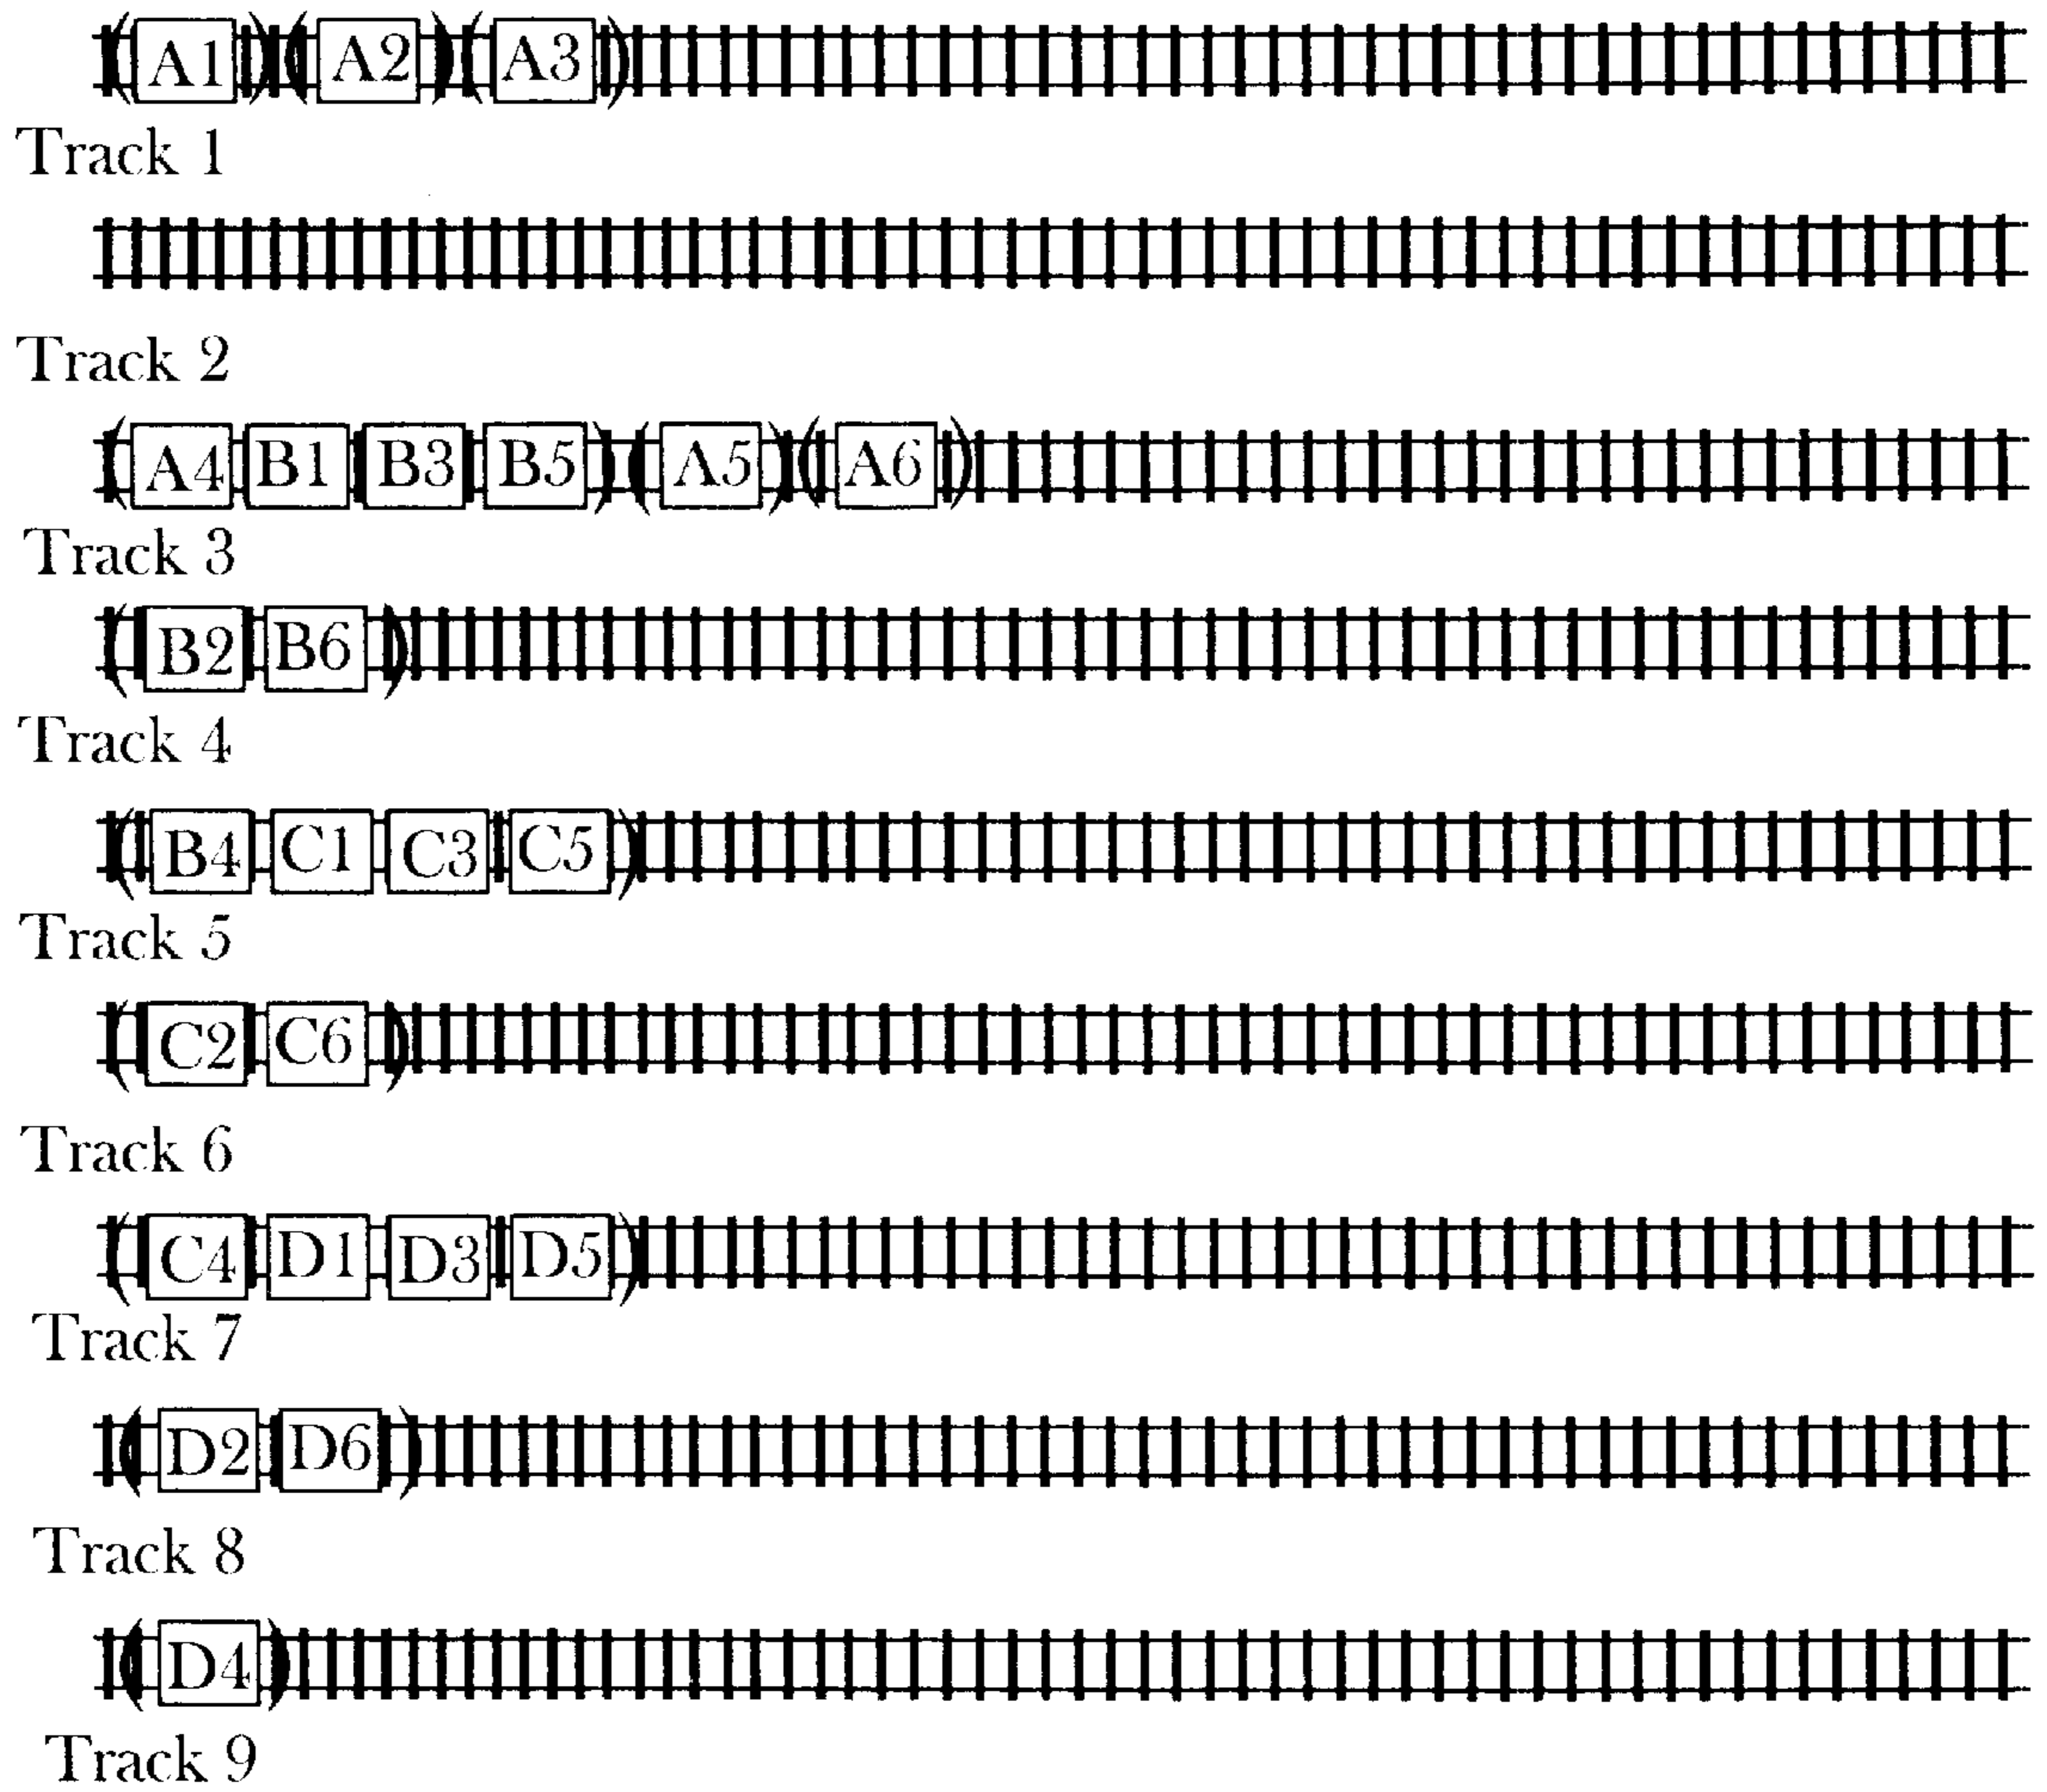 (A1) (A2) (A3)
Track 1
Track 2
(A4 B1 B3 B5) (A5) (A6)
Track 3
(B2 B6)
Track 4
(B4 C1 C3 C5)
Track 5
(C2 C6)
Track 6
(C4 D1 D3 D5)
Track 7
(D2 D6)
Track 8
(D4)
Track 9